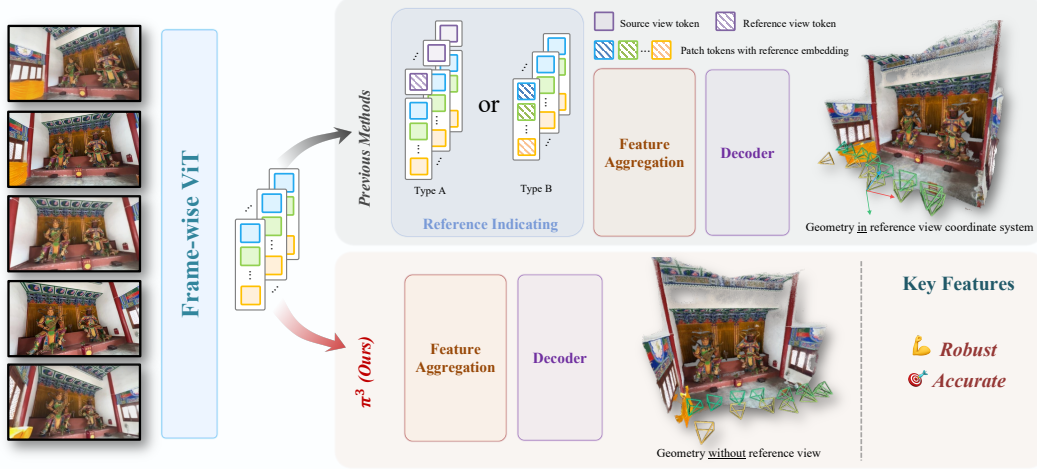 Frame-wise ViT
Previous Methods
Type A
or
Type B
Reference Indicating
Source view token
Reference view token
Patch tokens with reference embedding
Feature
Aggregation
Decoder
Geometry in reference view coordinate system
π³ (Ours)
Feature
Aggregation
Decoder
Geometry without reference view
Key Features
Robust
Accurate